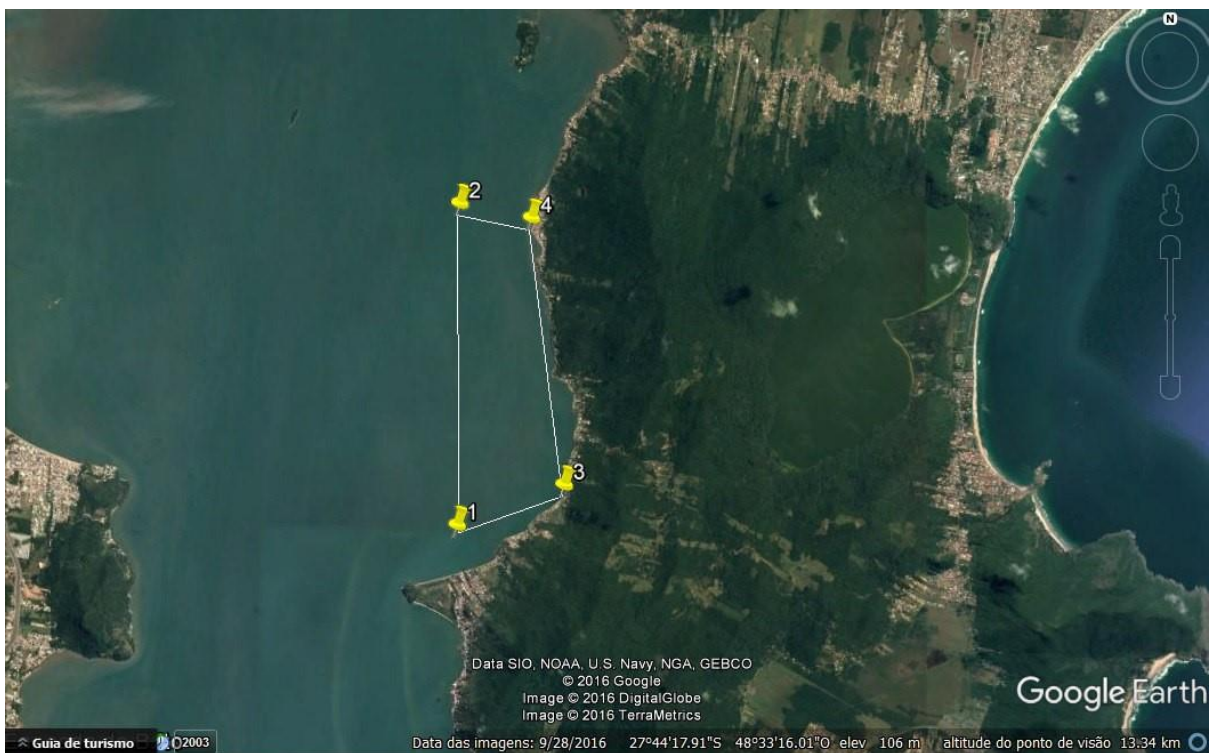 N
2
4
3
1
Data SIO, NOAA, U.S. Navy, NGA, GEBCO
© 2016 Google
Image © 2016 DigitalGlobe
Image © 2016 TerraMetrics
Google Earth
Guia de turismo
2003
Data das imagens: 9/28/2016 27°44'17.91"S 48°33'16.01"O elev 106 m altitude do ponto de visão 13.34 km